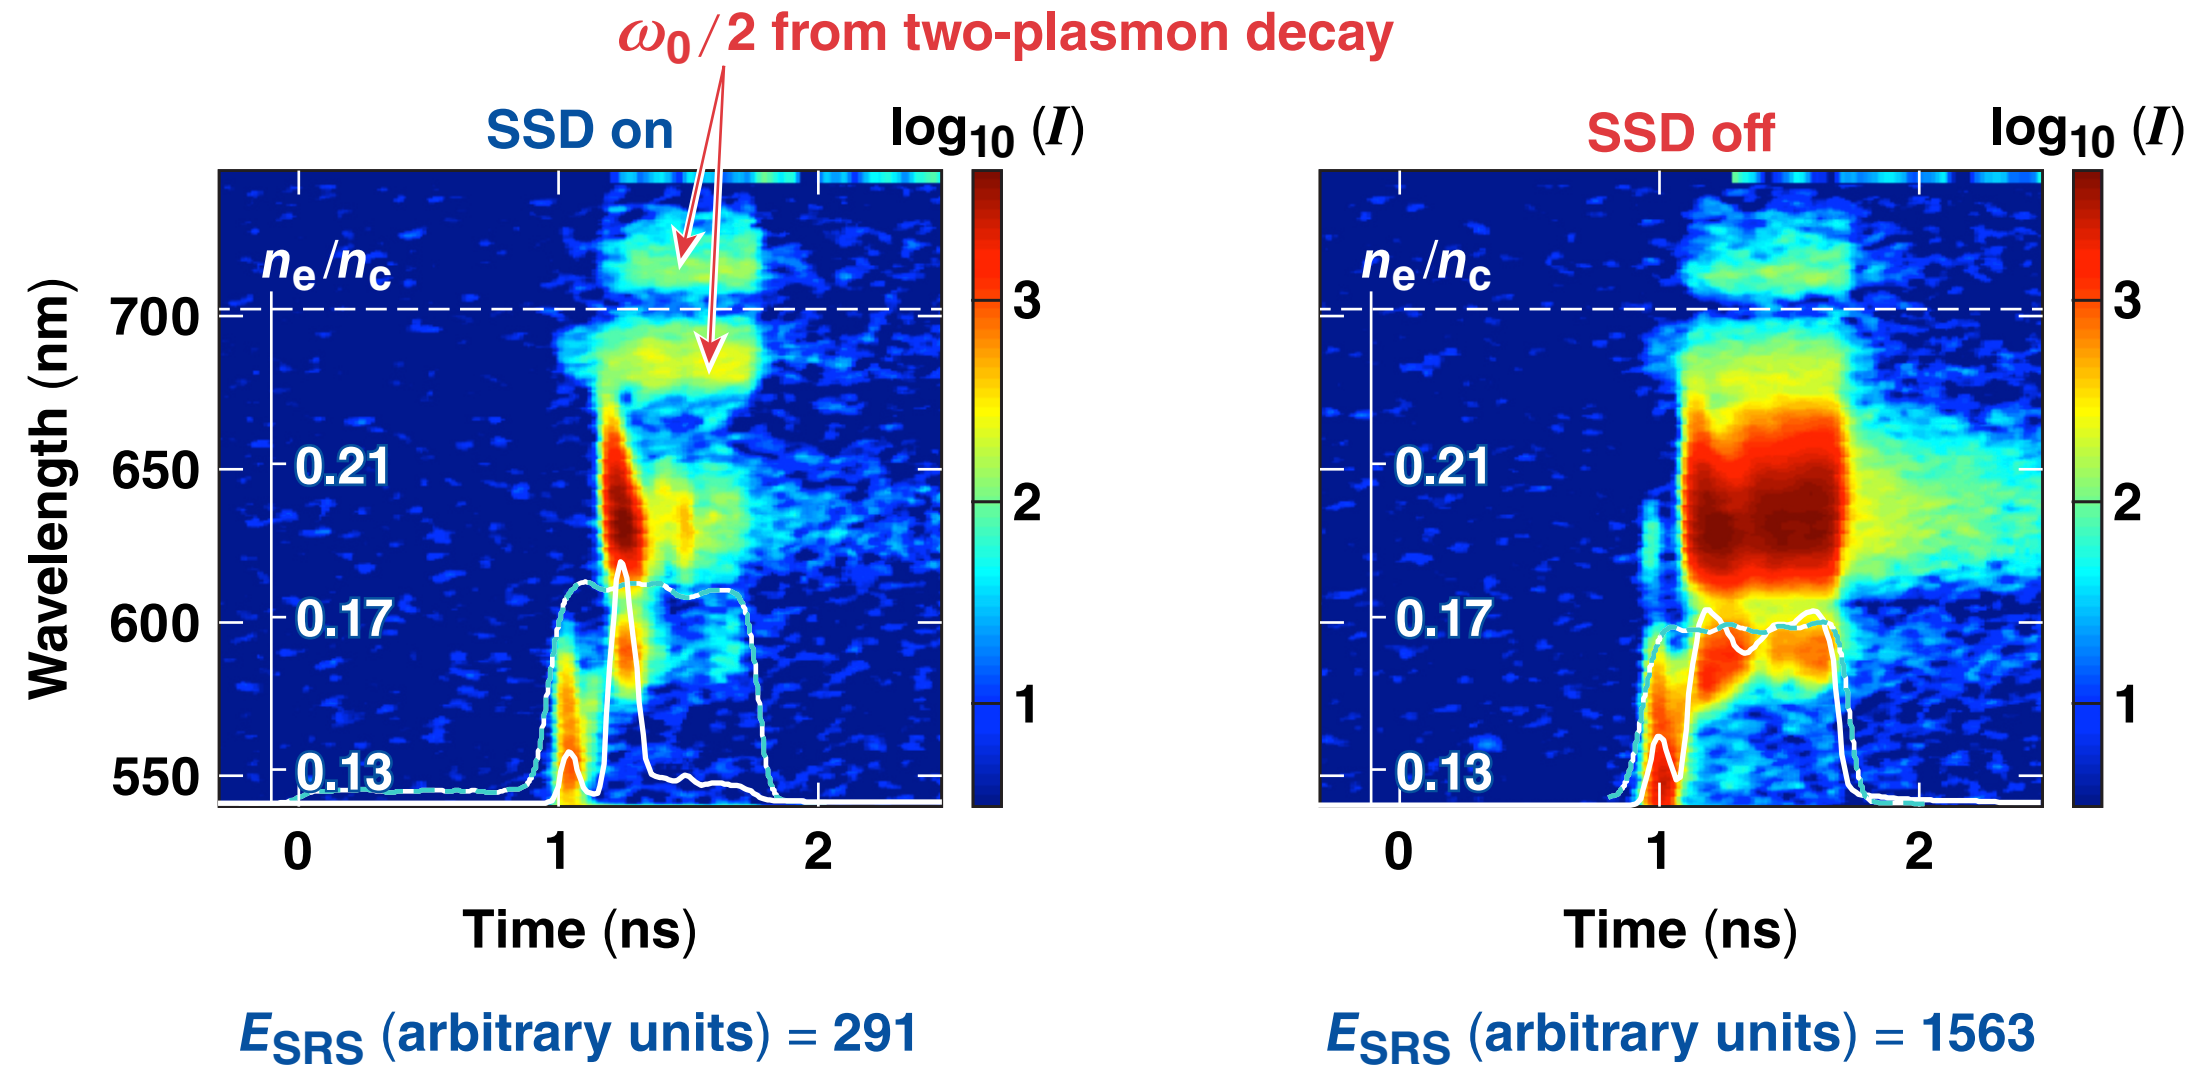 ω0/2 from two-plasmon decay
SSD on
log10 (I)
SSD off
log10 (I)
Wavelength (nm)
700
650
600
550
ne/nc
0.21
0.17
0.13
3
2
1
0
1
2
Time (ns)
ESRS (arbitrary units) = 291
ne/nc
0.21
0.17
0.13
3
2
1
0
1
2
Time (ns)
ESRS (arbitrary units) = 1563